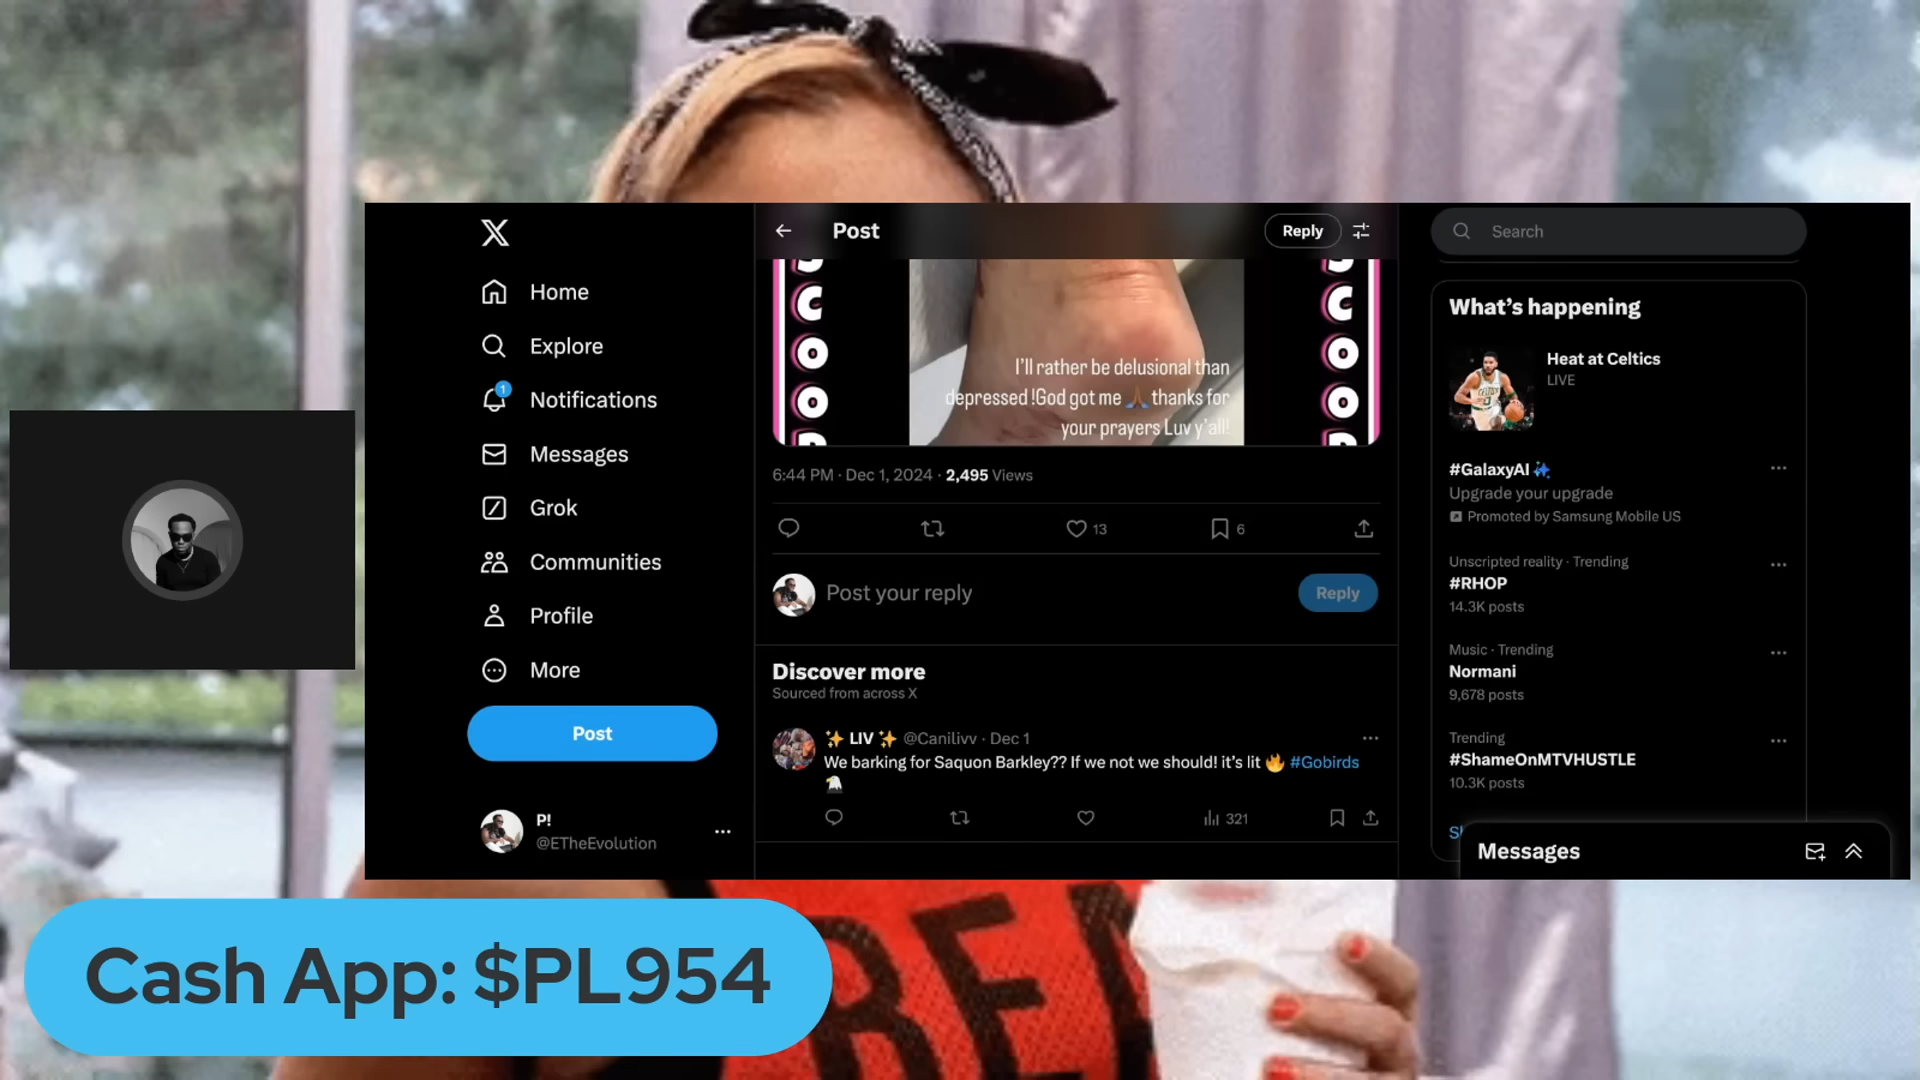 Post
Reply
Search
Home
Explore
1
Notifications
Messages
Grok
Communities
Profile
More
Post
P!
@ETheEvolution
C
O
O
C
O
O
I'll rather be delusional than
depressed !God got me 🙏🏾 thanks for
your prayers Luv y'all!
6:44 PM · Dec 1, 2024 · 2,495 Views
13
6
Post your reply
Reply
Discover more
Sourced from across X
✨ LIV ✨ @Canilivv · Dec 1
We barking for Saquon Barkley?? If we not we should! it's lit 🔥 #Gobirds
🦅
321
What's happening
Heat at Celtics
LIVE
#GalaxyAI
Upgrade your upgrade
Promoted by Samsung Mobile US
Unscripted reality · Trending
#RHOP
14.3K posts
Music · Trending
Normani
9,678 posts
Trending
#ShameOnMTVHUSTLE
10.3K posts
Messages
Cash App: $PL954